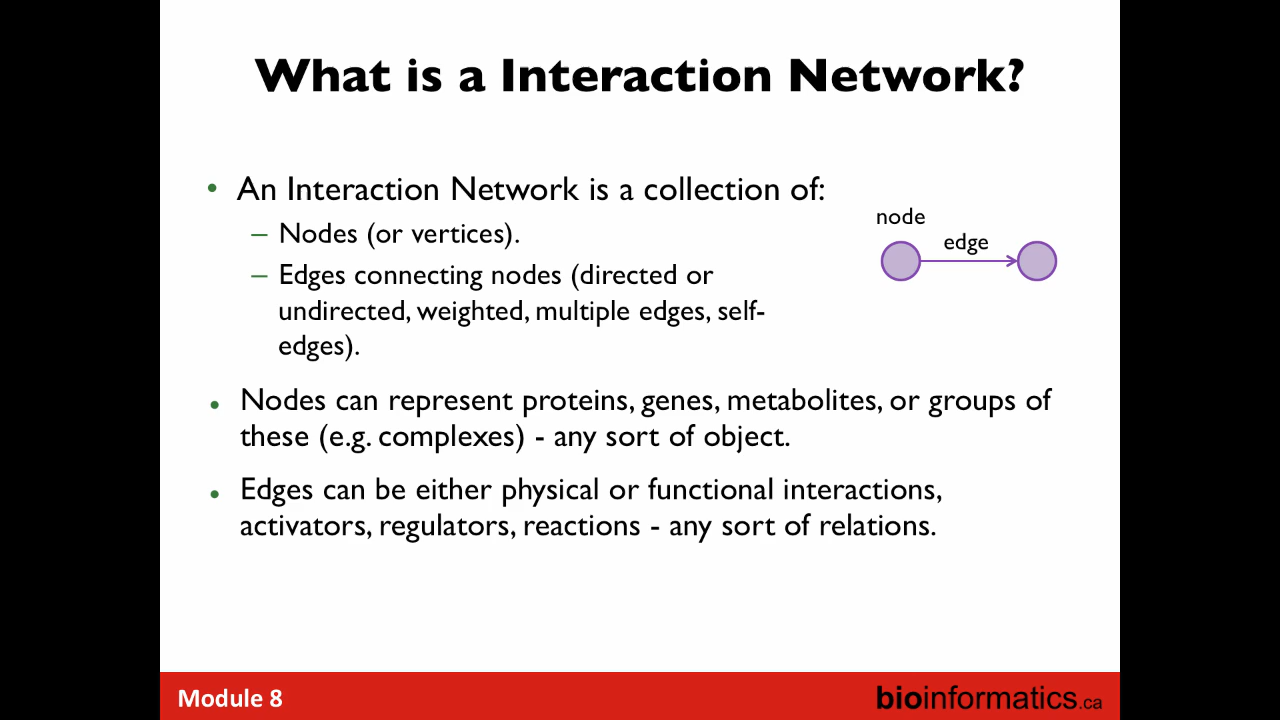 What is a Interaction Network?
• An Interaction Network is a collection of:
– Nodes (or vertices).
– Edges connecting nodes (directed or
undirected, weighted, multiple edges, self-
edges).
node
edge
• Nodes can represent proteins, genes, metabolites, or groups of
these (e.g. complexes) - any sort of object.
• Edges can be either physical or functional interactions,
activators, regulators, reactions - any sort of relations.
Module 8
bioinformatics.ca